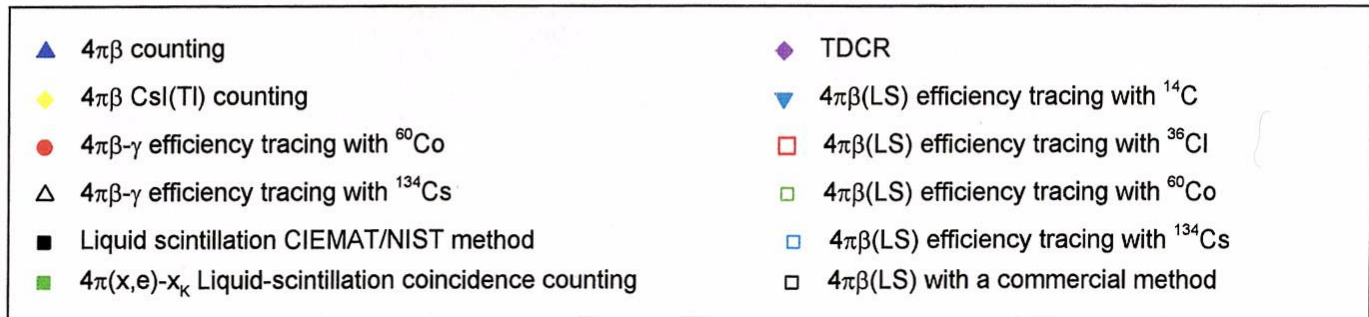 4πβ counting
4πβ CsI(Tl) counting
4πβ-γ efficiency tracing with ⁶⁰Co
4πβ-γ efficiency tracing with ¹³⁴Cs
Liquid scintillation CIEMAT/NIST method
4π(x,e)-xₖ Liquid-scintillation coincidence counting
TDCR
4πβ(LS) efficiency tracing with ¹⁴C
4πβ(LS) efficiency tracing with ³⁶Cl
4πβ(LS) efficiency tracing with ⁶⁰Co
4πβ(LS) efficiency tracing with ¹³⁴Cs
4πβ(LS) with a commercial method